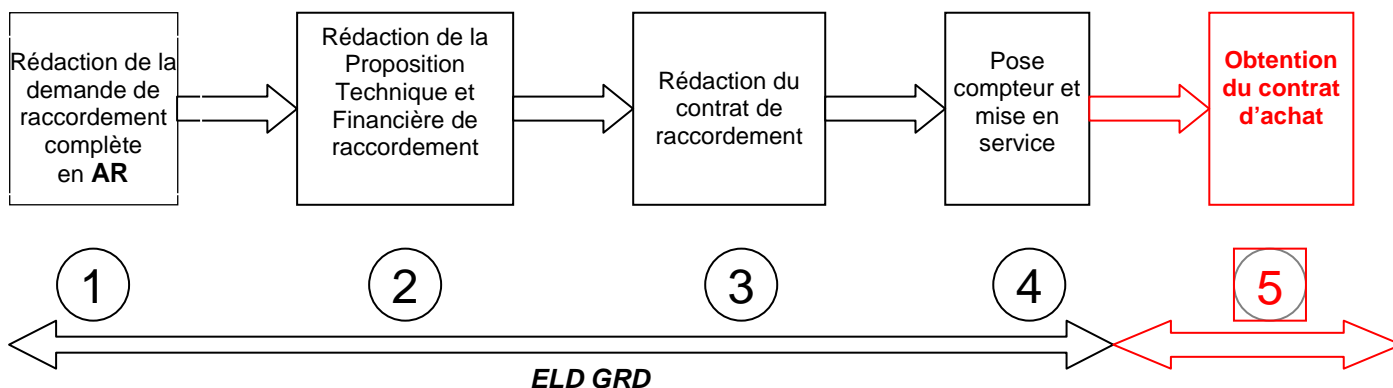 Rédaction de la
demande de
raccordement
complète
en AR
Rédaction de la
Proposition
Technique et
Financière de
raccordement
Rédaction du
contrat de
raccordement
Pose
compteur et
mise en
service
Obtention
du contrat
d’achat
1
2
3
4
5
ELD GRD